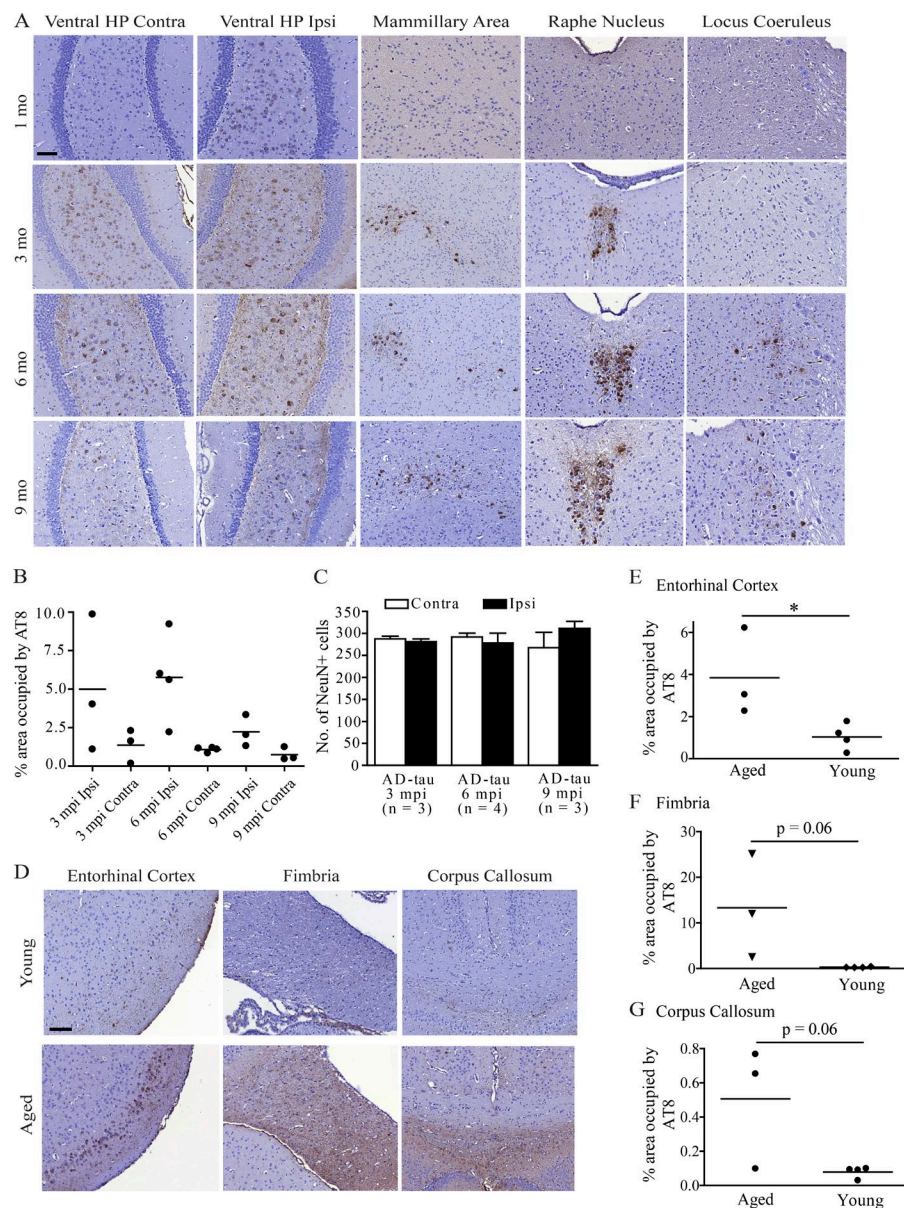 A
Ventral HP Contra Ventral HP Ipsi Mammillary Area Raphe Nucleus Locus Coeruleus
1 mo
3 mo
6 mo
9 mo
B
% area occupied by AT8
10.0
7.5
5.0
2.5
0.0
3 mpi Ipsi
3 mpi Contra
6 mpi Ipsi
6 mpi Contra
9 mpi Ipsi
9 mpi Contra
C
Contra Ipsi
No. of NeuN+ cells
350
300
250
200
150
100
50
0
AD-tau AD-tau AD-tau
3 mpi 6 mpi 9 mpi
(n = 3) (n = 4) (n = 3)
D
Entorhinal Cortex Fimbria Corpus Callosum
Young
Aged
E Entorhinal Cortex
% area occupied by
AT8
*
6
4
2
0
Aged Young
F Fimbria
% area occupied by
AT8
p = 0.06
30
20
10
0
Aged Young
G Corpus Callosum
% area occupied by
AT8
p = 0.06
0.8
0.6
0.4
0.2
0.0
Aged Young